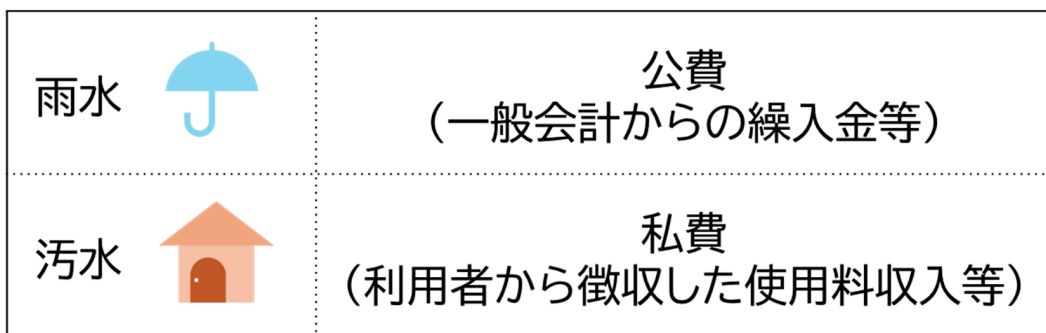 雨水
公費
（一般会計からの繰入金等）
汚水
私費
（利用者から徴収した使用料収入等）